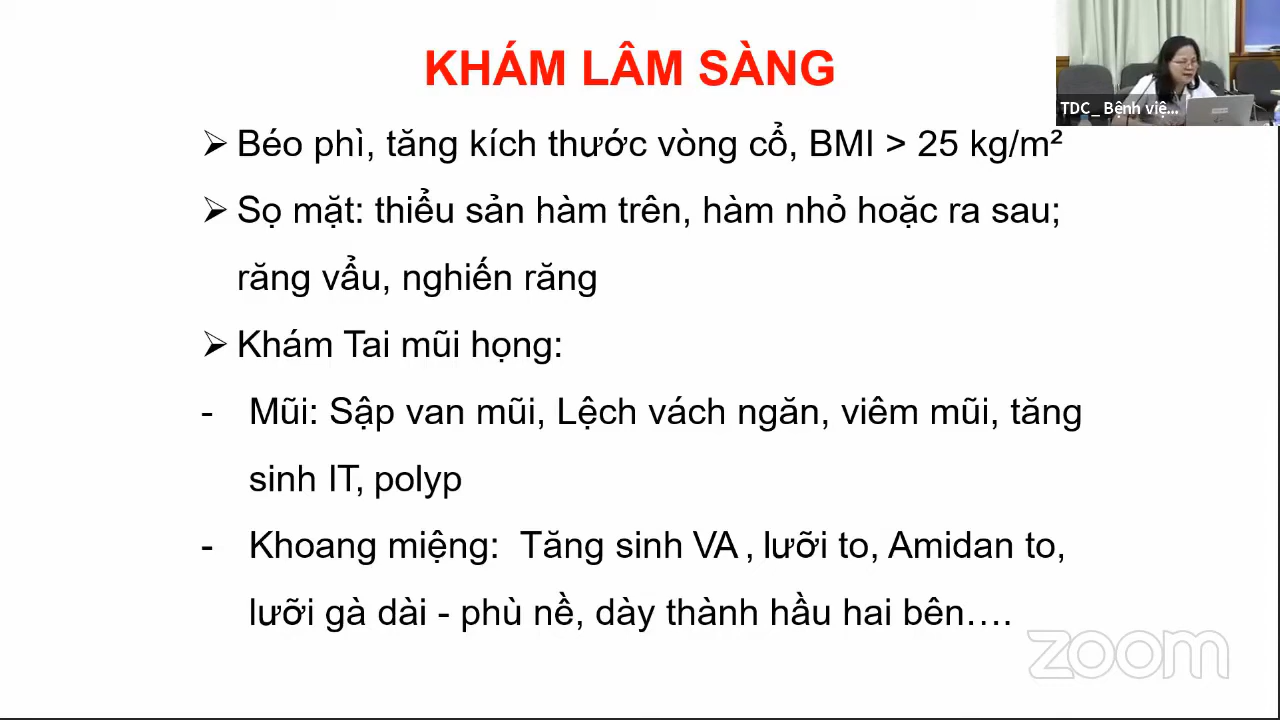 KHÁM LÂM SÀNG
TDC_ Bệnh việ...
➢ Béo phì, tăng kích thước vòng cổ, BMI > 25 kg/m²
➢ Sọ mặt: thiểu sản hàm trên, hàm nhỏ hoặc ra sau;
răng vẩu, nghiến răng
➢ Khám Tai mũi họng:
- Mũi: Sập van mũi, Lệch vách ngăn, viêm mũi, tăng
sinh IT, polyp
- Khoang miệng: Tăng sinh VA , lưỡi to, Amidan to,
lưỡi gà dài - phù nề, dày thành hầu hai bên….
zoom